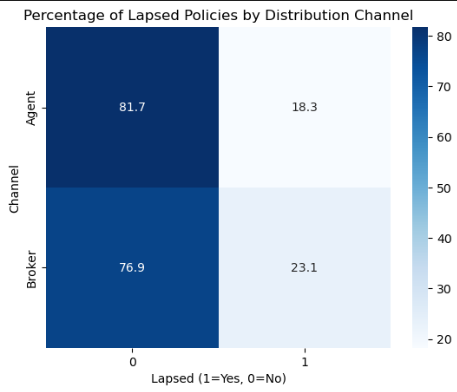 Percentage of Lapsed Policies by Distribution Channel
Channel
Agent
81.7
18.3
Broker
76.9
23.1
0
1
Lapsed (1=Yes, 0=No)
80
70
60
50
40
30
20